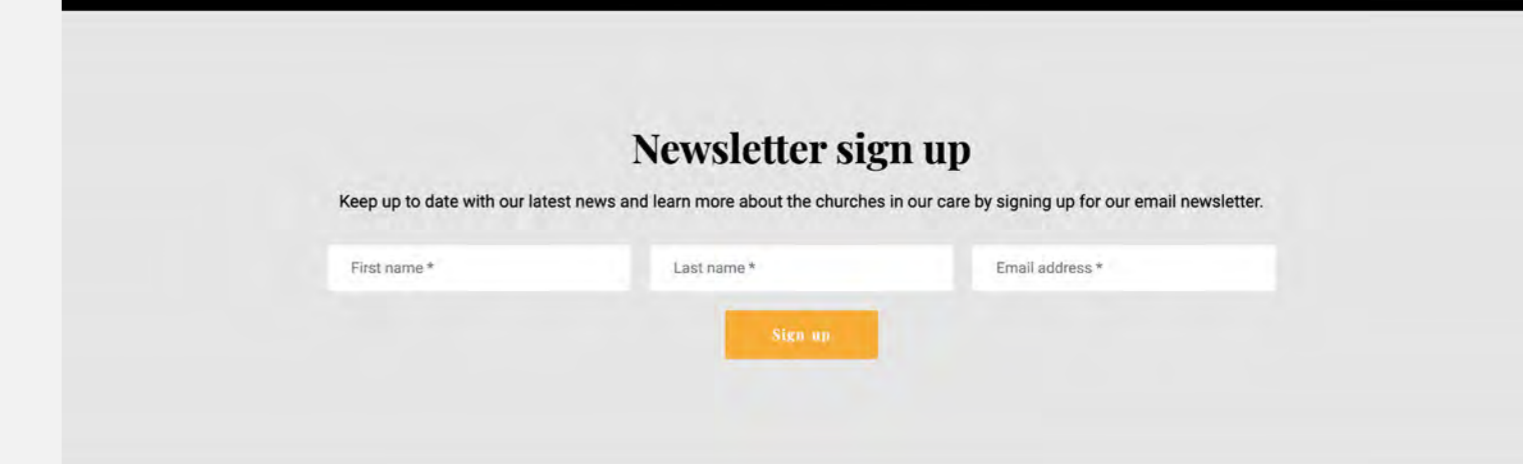 Newsletter sign up
Keep up to date with our latest news and learn more about the churches in our care by signing up for our email newsletter.
First name * Last name * Email address *
Sign up